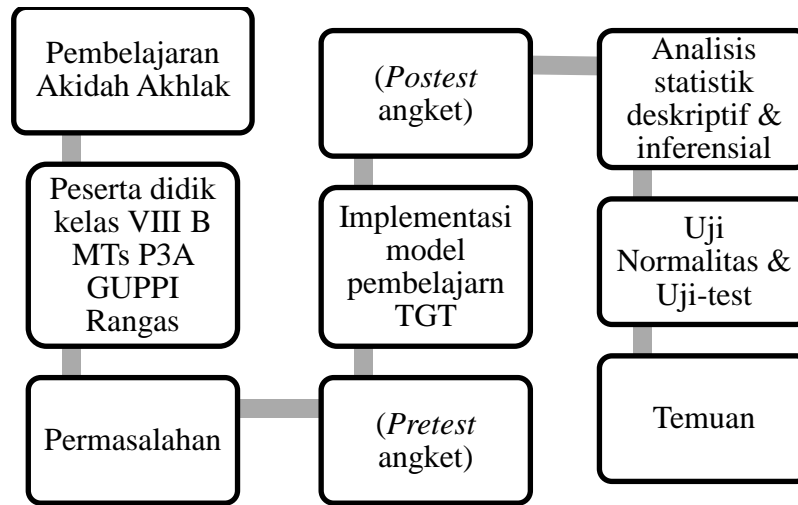 Pembelajaran
Akidah Akhlak
Peserta didik
kelas VIII B
MTs P3A
GUPPI
Rangas
Permasalahan
(Pretest
angket)
Implementasi
model
pembelajarn
TGT
(Postest
angket)
Analisis
statistik
deskriptif &
inferensial
Uji
Normalitas &
Uji-test
Temuan